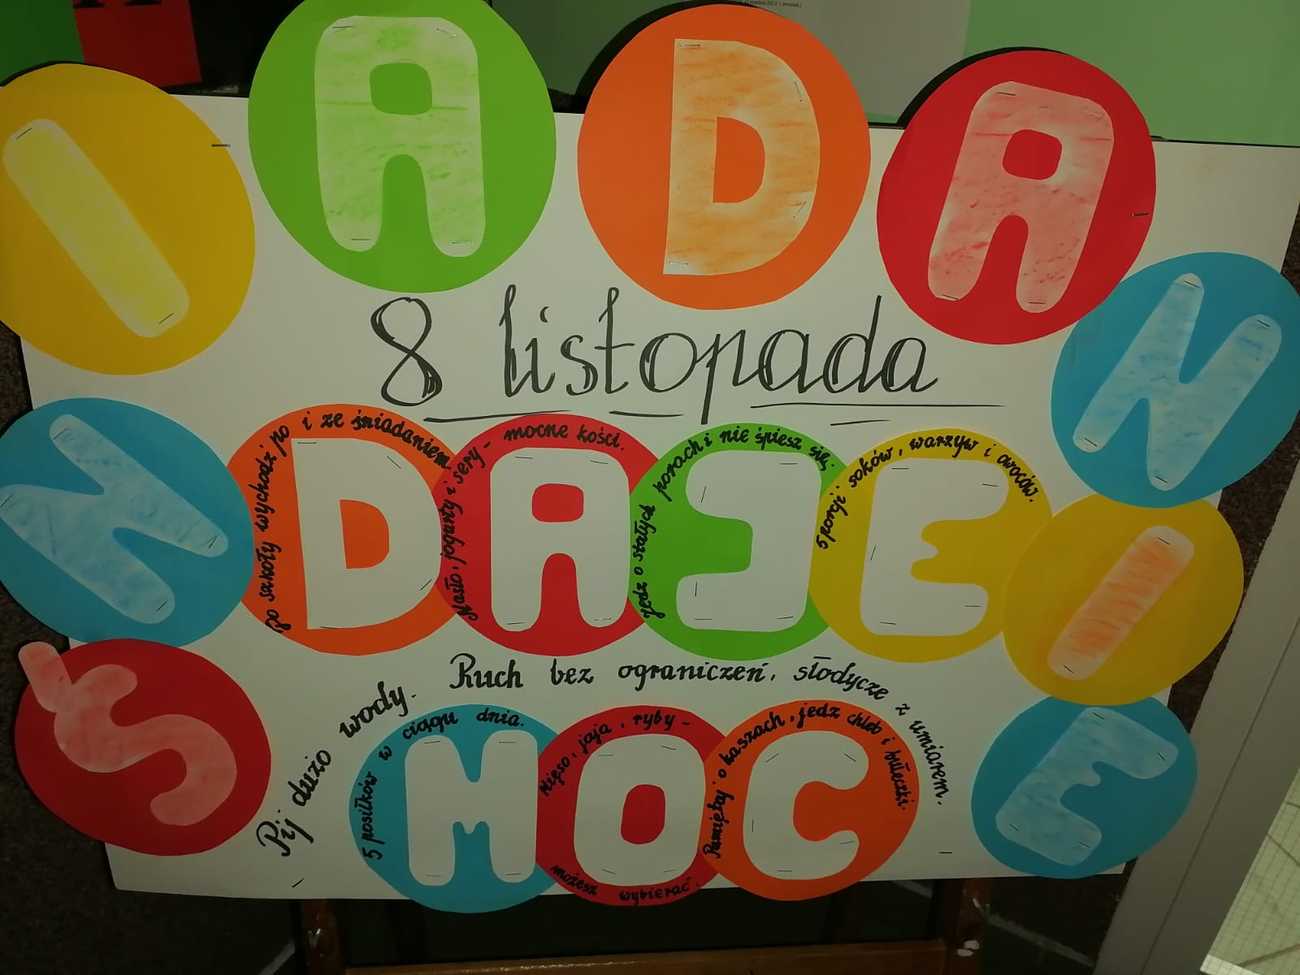 ŚNIADANIE
8 listopada
DAJE
Do szkoły wychodź po i ze śniadaniem
Masło, jogurty i sery - mocne kości.
Jedz o stałych porach i nie śpiesz się.
5 porcji soków, warzyw i owoców.
Pij dużo wody. Ruch bez ograniczeń, słodycze z umiarem.
MOC
5 posiłków w ciągu dnia.
Mięso, jaja, ryby -
możesz wybierać.
Pamiętaj o kaszach, jedz chleb i bułeczki.